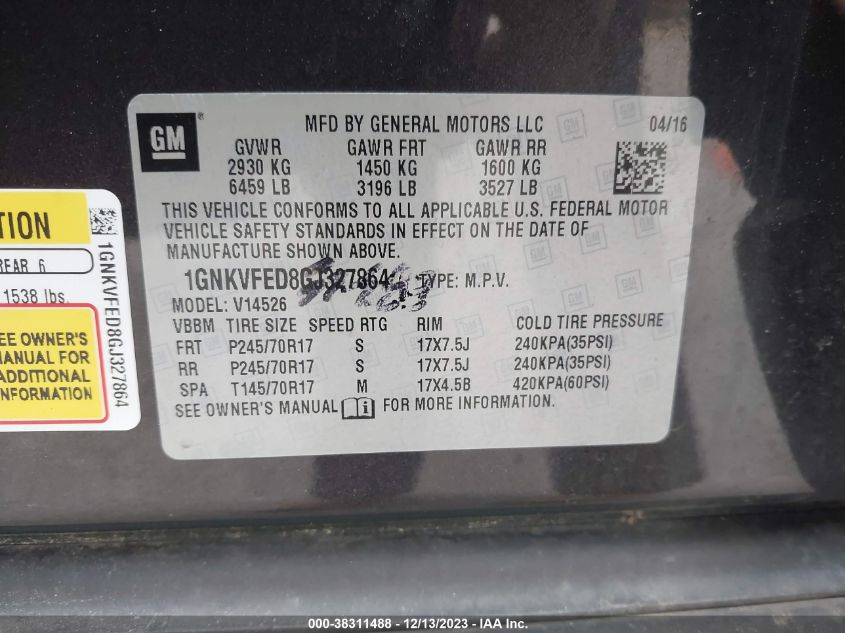 GM
MFD BY GENERAL MOTORS LLC 04/16
GVWR GAWR FRT GAWR RR
2930 KG 1450 KG 1600 KG
6459 LB 3196 LB 3527 LB
THIS VEHICLE CONFORMS TO ALL APPLICABLE U.S. FEDERAL MOTOR
VEHICLE SAFETY STANDARDS IN EFFECT ON THE DATE OF
MANUFACTURE SHOWN ABOVE.
1GNKVFED8GJ327864 TYPE: M.P.V.
MODEL: V14526
VBBM TIRE SIZE SPEED RTG RIM COLD TIRE PRESSURE
FRT P245/70R17 S 17X7.5J 240KPA(35PSI)
RR P245/70R17 S 17X7.5J 240KPA(35PSI)
SPA T145/70R17 M 17X4.5B 420KPA(60PSI)
SEE OWNER'S MANUAL i FOR MORE INFORMATION.
REAR 6
1538 lbs.
EE OWNER'S
MANUAL FOR
ADDITIONAL
NFORMATION
1GNKVFED8GJ327864
000-38311488 - 12/13/2023 - IAA Inc.